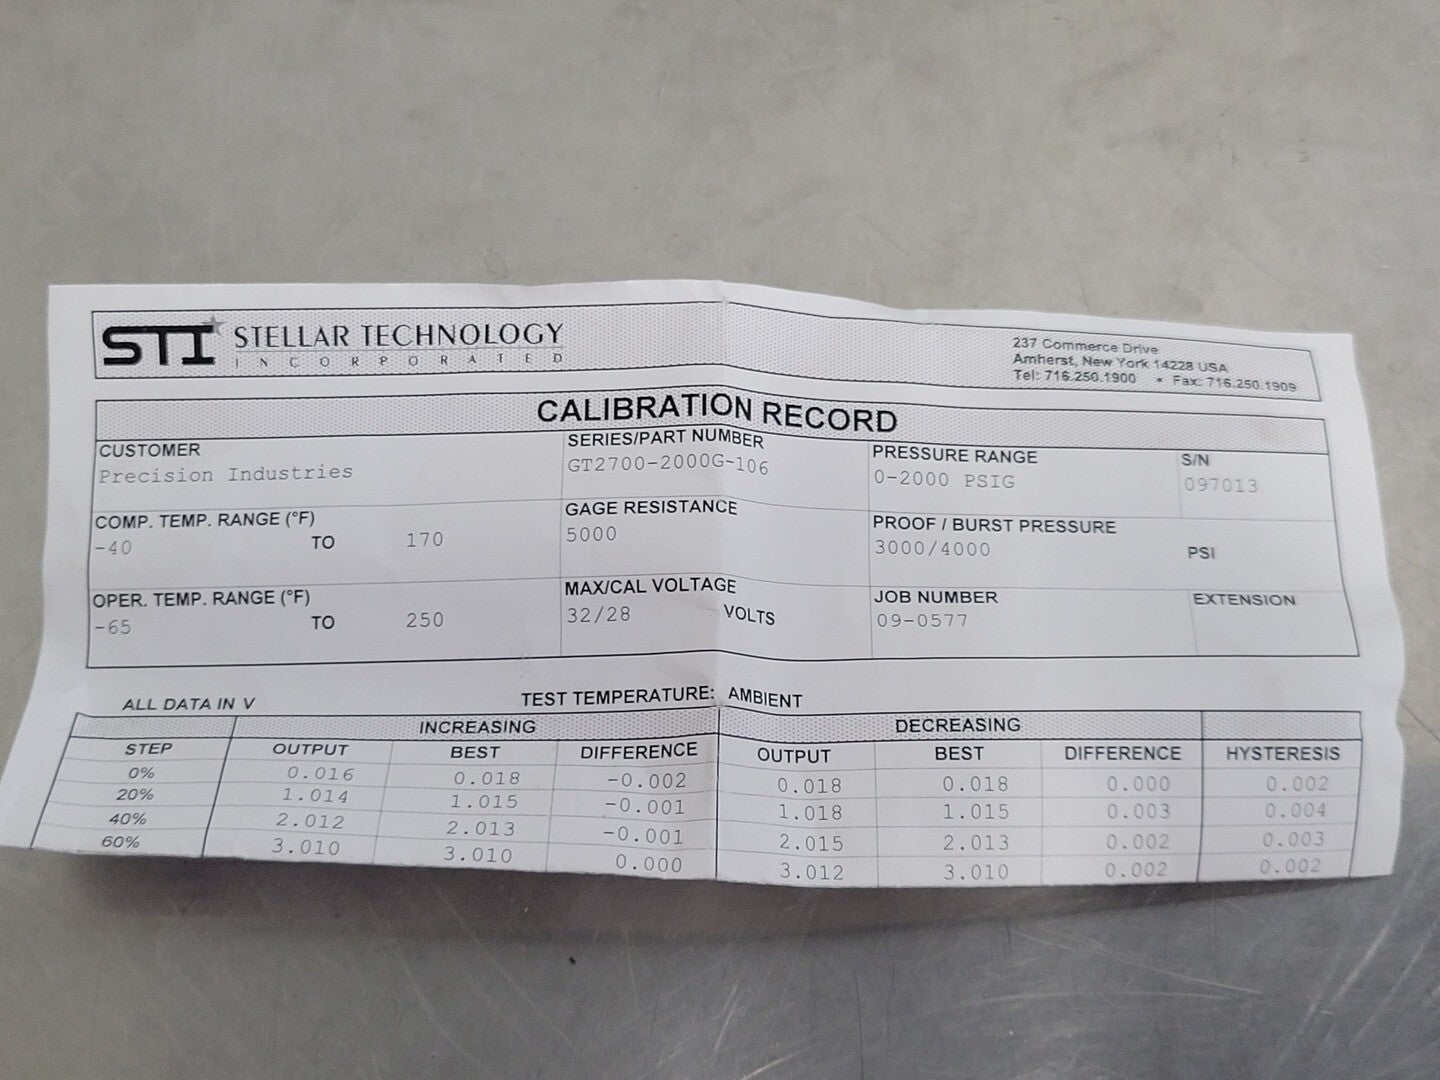 STI STELLAR TECHNOLOGY
INCORPORATED
237 Commerce Drive
Amherst, New York 14228 USA
Tel: 716.250.1900 • Fax: 716.250.1909
CALIBRATION RECORD
CUSTOMER SERIES/PART NUMBER PRESSURE RANGE S/N
Precision Industries GT2700-2000G-106 0-2000 PSIG 097013
COMP. TEMP. RANGE (°F) GAGE RESISTANCE PROOF / BURST PRESSURE
-40 TO 170 5000 3000/4000 PSI
OPER. TEMP. RANGE (°F) MAX/CAL VOLTAGE JOB NUMBER EXTENSION
-65 TO 250 32/28 VOLTS 09-0577
ALL DATA IN V TEST TEMPERATURE: AMBIENT
INCREASING DECREASING
STEP OUTPUT BEST DIFFERENCE OUTPUT BEST DIFFERENCE HYSTERESIS
0% 0.016 0.018 -0.002 0.018 0.018 0.000 0.002
20% 1.014 1.015 -0.001 1.018 1.015 0.003 0.004
40% 2.012 2.013 -0.001 2.015 2.013 0.002 0.003
60% 3.010 3.010 0.000 3.012 3.010 0.002 0.002